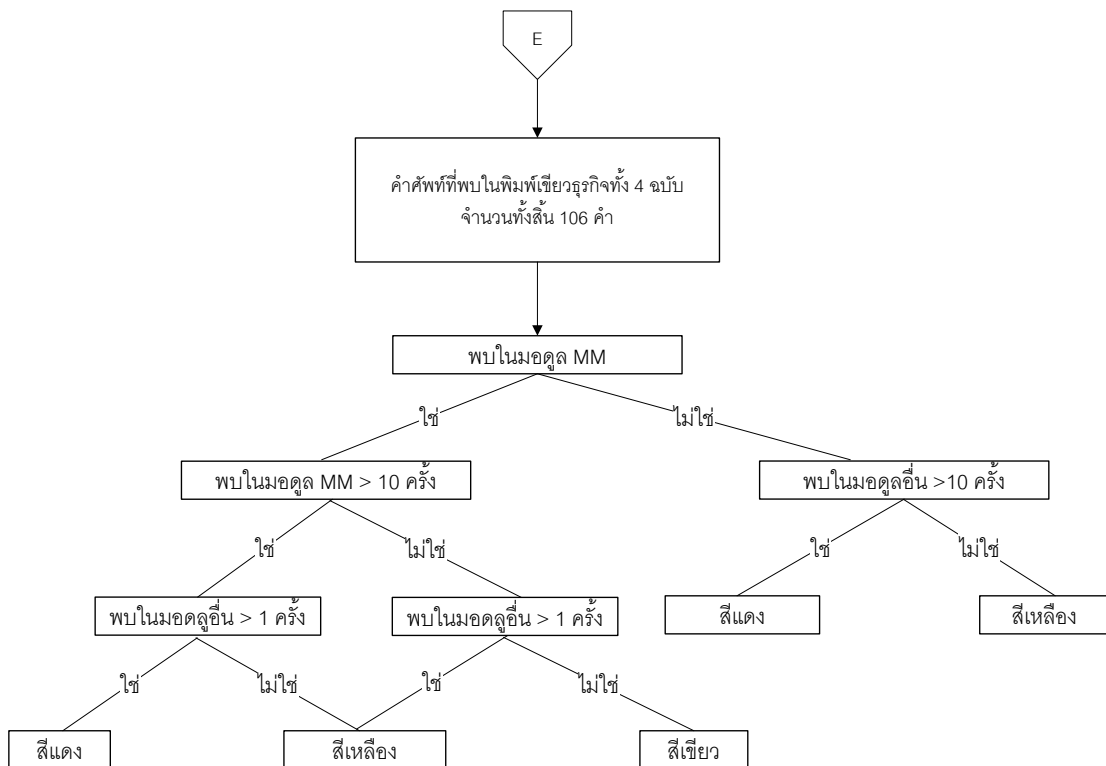 E
คำศัพท์ที่พบในพิมพ์เขียวธุรกิจทั้ง 4 ฉบับ
จำนวนทั้งสิ้น 106 คำ
พบในมอดูล MM
ใช่
ไม่ใช่
พบในมอดูล MM > 10 ครั้ง
พบในมอดูลอื่น >10 ครั้ง
ใช่
ไม่ใช่
ใช่
ไม่ใช่
พบในมอดลูอื่น > 1 ครั้ง
พบในมอดลูอื่น > 1 ครั้ง
สีแดง
สีเหลือง
ใช่
ไม่ใช่
ใช่
ไม่ใช่
สีแดง
สีเหลือง
สีเขียว